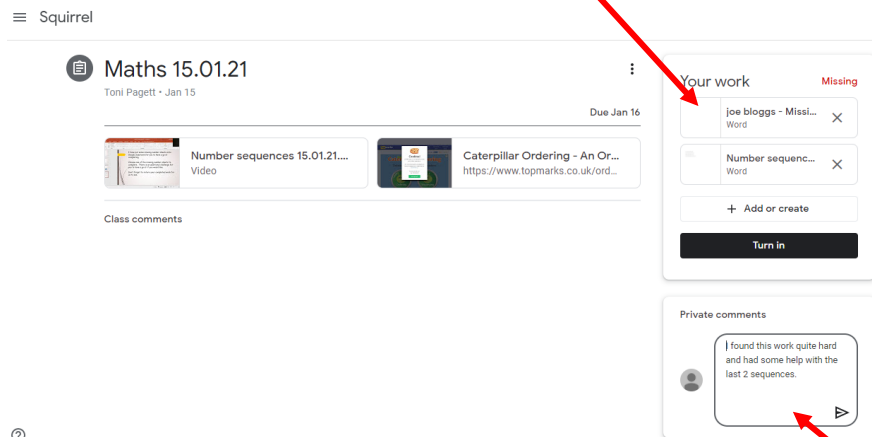 Squirrel
Maths 15.01.21
Toni Pagett • Jan 15
Due Jan 16
Number sequences 15.01.21....
Video
Caterpillar Ordering - An Or...
https://www.topmarks.co.uk/ord...
Class comments
Your work
Missing
joe bloggs - Missi...
Word
Number sequenc...
Word
+ Add or create
Turn in
Private comments
I found this work quite hard
and had some help with the
last 2 sequences.